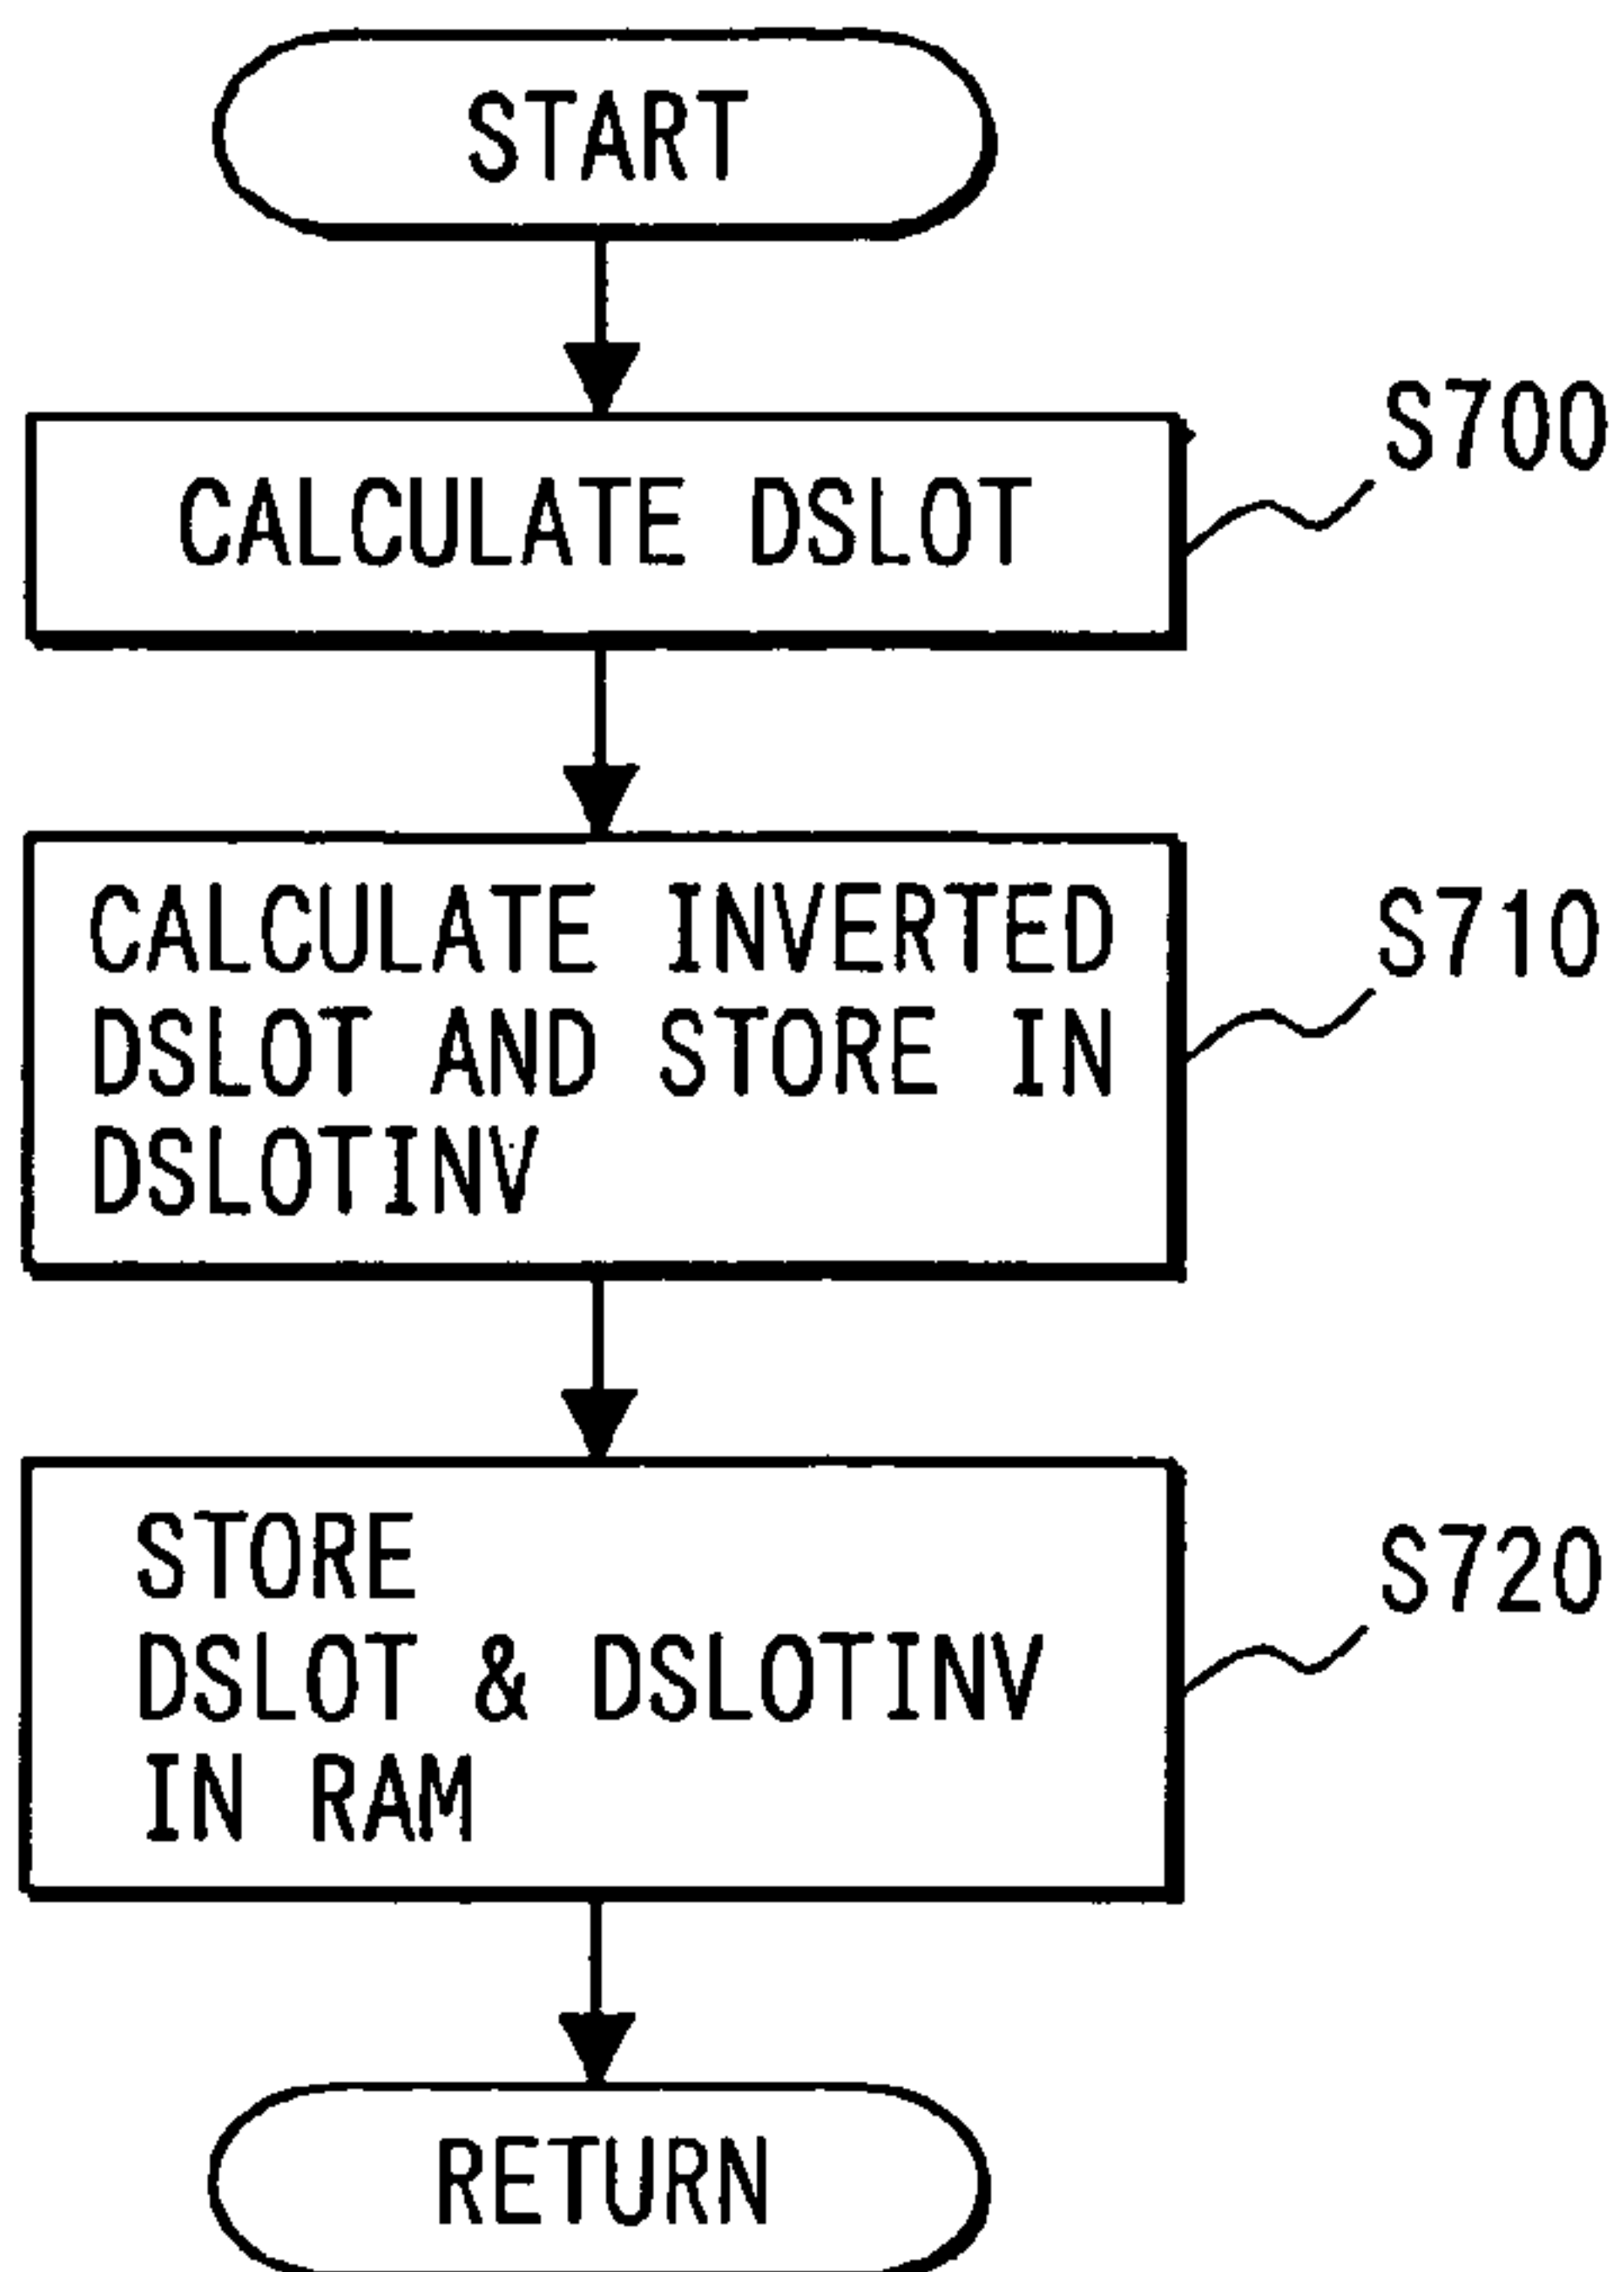 START
S700
CALCULATE DSLOT
CALCULATE INVERTED
DSLOT AND STORE IN
DSLOTINV
S710
STORE
DSLOT & DSLOTINV
IN RAM
S720
RETURN